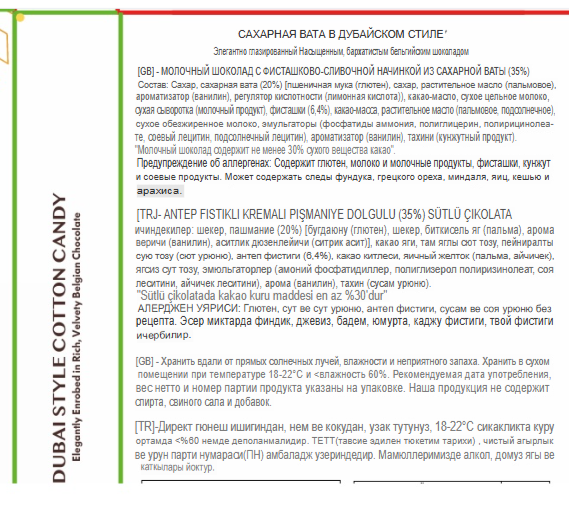 DUBAI STYLE COTTON CANDY
Elegantly Enrobed in Rich, Velvety Belgian Chocolate
САХАРНАЯ ВАТА В ДУБАЙСКОМ СТИЛЕ’
Элегантно глазированный Насыщенным, бархатистым бельгийским шоколадом
[GB] - МОЛОЧНЫЙ ШОКОЛАД С ФИСТАШКОВО-СЛИВОЧНОЙ НАЧИНКОЙ ИЗ САХАРНОЙ ВАТЫ (35%)
Состав: Сахар, сахарная вата (20%) [пшеничная мука (глютен), сахар, растительное масло (пальмовое),
ароматизатор (ванилин), регулятор кислотности (лимонная кислота)), какао-масло, сухое цельное молоко,
сухая сыворотка (молочный продукт), фисташки (6,4%), какао-масса, растительное масло (пальмовое, подсолнечное),
сухое обезжиренное молоко, эмульгаторы (фосфатиды аммония, полиглицерин, полирицинолеа-
те, соевый лецитин, подсолнечный лецитин), ароматизатор (ванилин), тахини (кунжутный продукт).
"Молочный шоколад содержит не менее 30% сухого вещества какао".
Предупреждение об аллергенах: Содержит глютен, молоко и молочные продукты, фисташки, кунжут
и соевые продукты. Может содержать следы фундука, грецкого ореха, миндаля, яиц, кешью и
арахиса.
[TRJ- ANTEP FISTIKLI KREMALI PIŞMANIYE DOLGULU (35%) SÜTLÜ ÇIKOLATA
ичиндекилер: шекер, пашмание (20%) [бугдаюну (глютен), шекер, биткисель яг (пальма), арома
веричи (ванилин), аситлик дюзенлейичи (ситрик асит)], какао яги, там яглы сют тозу, пейниралты
сую тозу (сют урюню), антеп фистиги (6,4%), какао китлеси, яичный желток (пальма, айчичек),
ягсиз сут тозу, эмюльгаторлер (амоний фосфатидиллер, полиглизерол полиризинолеат, соя
леситини, айчичек леситини), арома (ванилин), тахин (сусам урюню).
"Sütlü çikolatada kakao kuru maddesi en az %30'dur"
АЛЕРДЖЕН УЯРИСИ: Глютен, сут ве сут урюню, антеп фистиги, сусам ве соя урюню без
рецепта. Эсер миктарда финдик, джевиз, бадем, юмурта, каджу фистиги, твой фистиги
ичербилир.
[GB] - Хранить вдали от прямых солнечных лучей, влажности и неприятного запаха. Хранить в сухом
помещении при температуре 18-22°C и <влажность 60%. Рекомендуемая дата употребления,
вес нетто и номер партии продукта указаны на упаковке. Наша продукция не содержит
спирта, свиного сала и добавок.
[TR]-Директ гюнеш ишигиндан, нем ве кокудан, узак тутунуз, 18-22°C сикакликта куру
ортамда <%60 немде деполанмалидир. ТЕТТ(тавсие эдилен тюкетим тарихи) , чистый агырлык
ве урун парти нумараси(ПН) амбаладж узериндедир. Мамюллеримизде алкол, домуз ягы ве
каткылары йоктур.